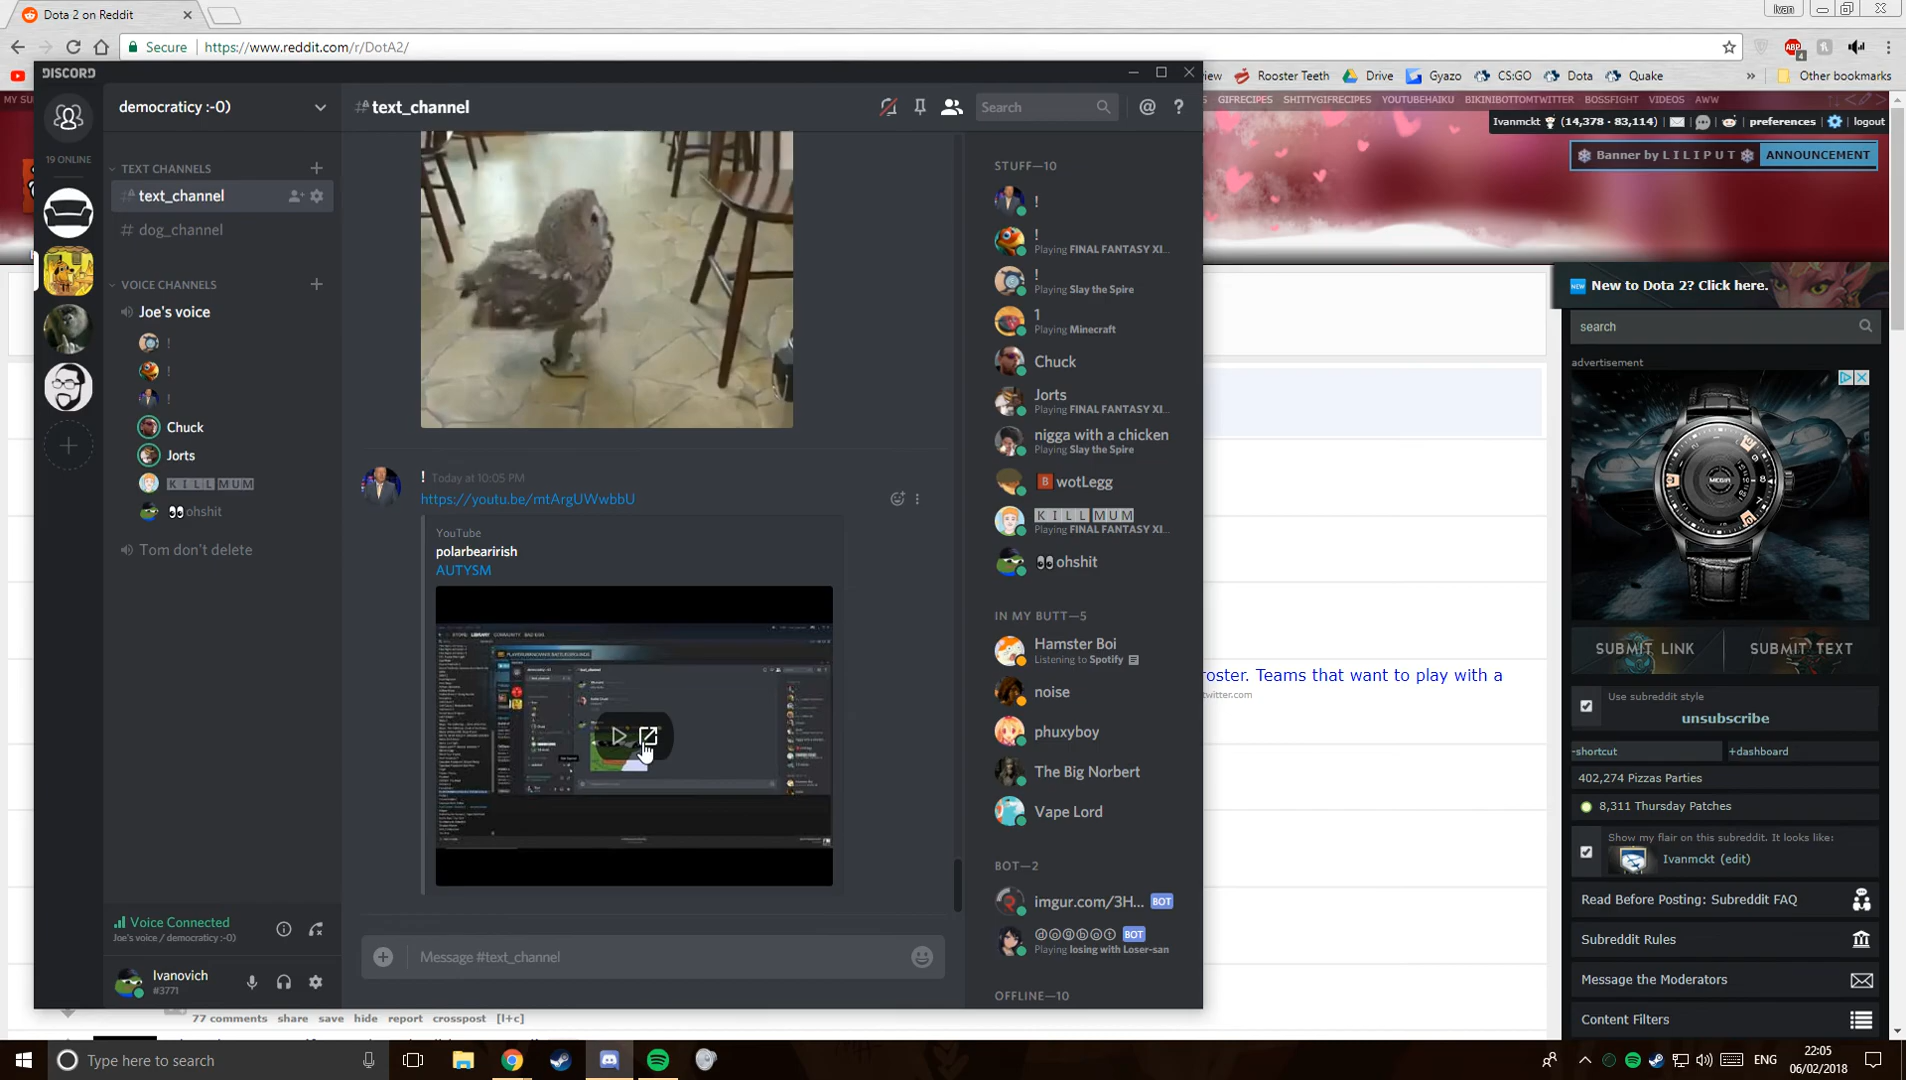 Dota 2 on Reddit
Ivan
Secure
https://www.reddit.com/r/DotA2/
view
Rooster Teeth
Drive
Gyazo
CS:GO
Dota
Quake
»
Other bookmarks
MY SU
GIFRECIPES
SHITTYGIFRECIPES
YOUTUBEHAIKU
BIKINIBOTTOMTWITTER
BOSSFIGHT
VIDEOS
AWW
Ivanmckt
(14,378 · 83,114)
preferences
logout
Banner by L I L I P U T
ANNOUNCEMENT
New to Dota 2? Click here.
search
advertisement
SUBMIT LINK
SUBMIT TEXT
Use subreddit style
unsubscribe
-shortcut
+dashboard
402,274 Pizzas Parties
8,311 Thursday Patches
Show my flair on this subreddit. It looks like:
Ivanmckt (edit)
Read Before Posting: Subreddit FAQ
Subreddit Rules
Message the Moderators
Content Filters
roster. Teams that want to play with a
twitter.com
77 comments share save hide report crosspost [l+c]
DISCORD
19 ONLINE
democraticy :-0)
TEXT CHANNELS
text_channel
# dog_channel
VOICE CHANNELS
Joe's voice
!
!
!
Chuck
Jorts
KILL MUM
👀ohshit
Tom don't delete
Voice Connected
Joe's voice / democraticy :-0)
Ivanovich
#3771
text_channel
Search
! Today at 10:05 PM
https://youtu.be/mtArgUWwbbU
YouTube
polarbearirish
AUTYSM
Message #text_channel
STUFF—10
!
!
Playing FINAL FANTASY XI...
!
Playing Slay the Spire
1
Playing Minecraft
Chuck
Jorts
Playing FINAL FANTASY XI...
nigga with a chicken
Playing Slay the Spire
B wotLegg
KILL MUM
Playing FINAL FANTASY XI...
👀ohshit
IN MY BUTT—5
Hamster Boi
Listening to Spotify
noise
phuxyboy
The Big Norbert
Vape Lord
BOT—2
imgur.com/3H... BOT
ⓓⓞⓖⓑⓞⓣ BOT
Playing losing with Loser-san
OFFLINE—10
Type here to search
ENG
22:05
06/02/2018